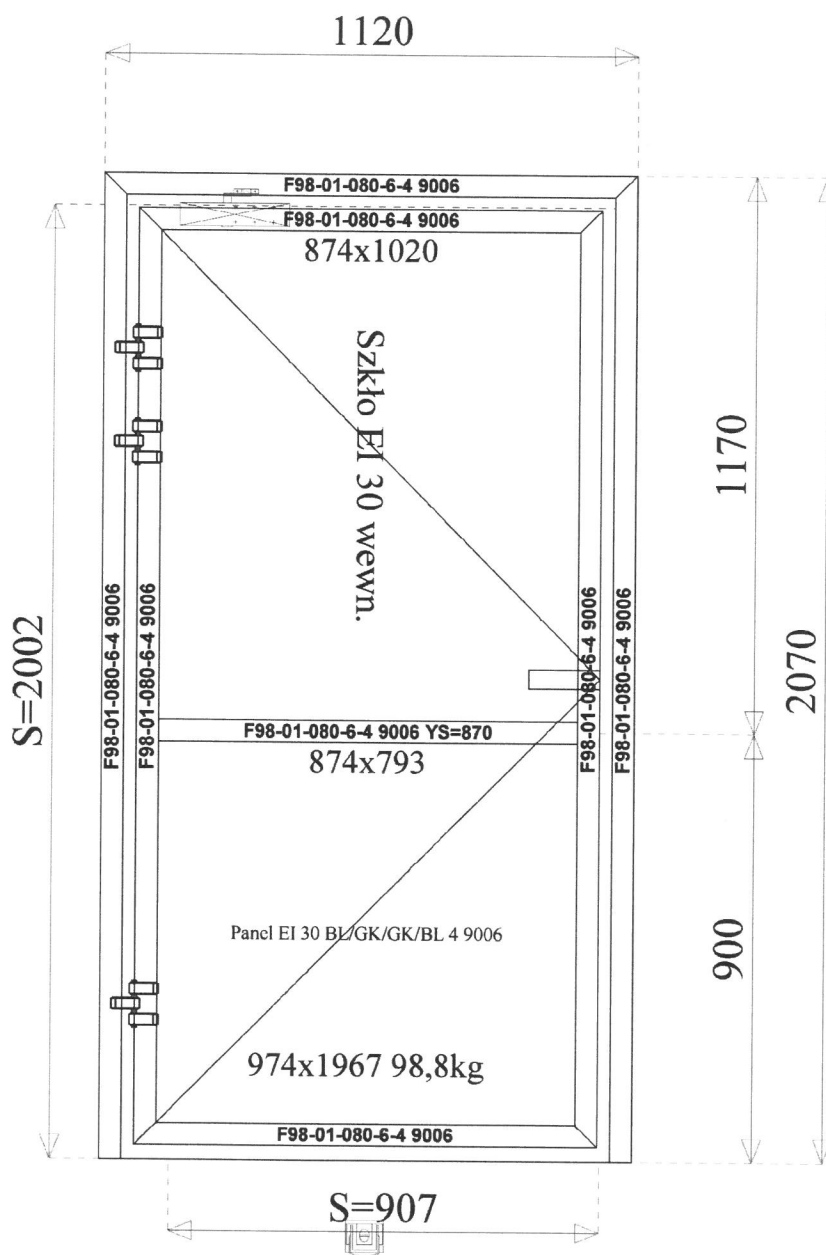 1120
F98-01-080-6-4 9006
F98-01-080-6-4 9006
874x1020
Szkło EI 30 wewn.
1170
S=2002
F98-01-080-6-4 9006
F98-01-080-6-4 9006
F98-01-080-6-4 9006
F98-01-080-6-4 9006
2070
F98-01-080-6-4 9006 YS=870
874x793
Panel EI 30 BL/GK/GK/BL 4 9006
900
974x1967 98,8kg
F98-01-080-6-4 9006
S=907